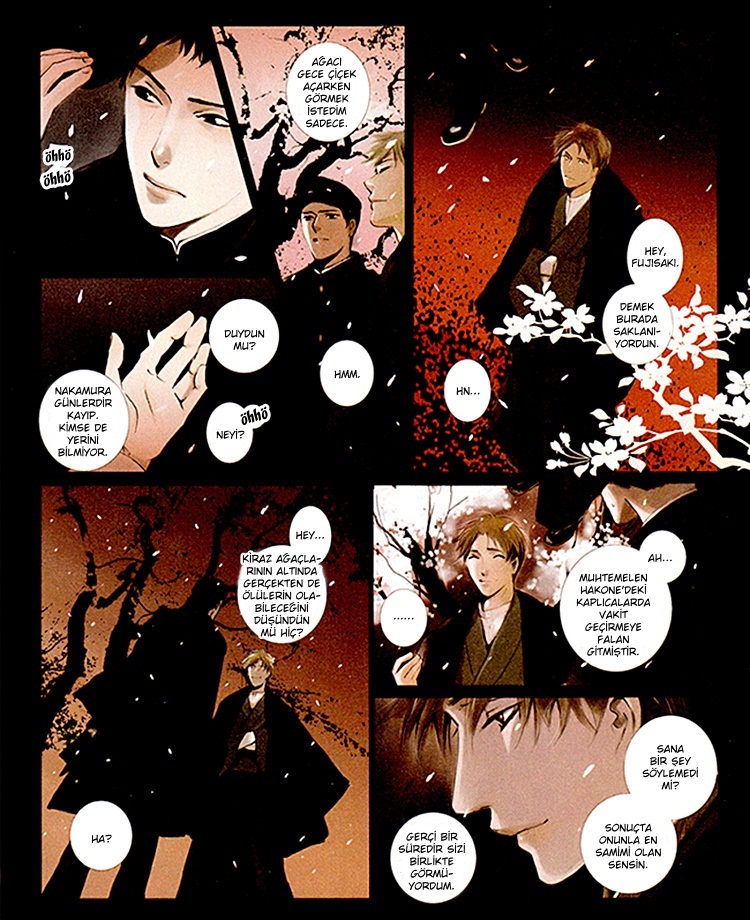 HEY,
FUJISAKI.
DEMEK
BURADA
SAKLANI-
YORDUN.
HN...
AĞACI
GECE ÇİÇEK
AÇARKEN
GÖRMEK
İSTEDİM
SADECE.
HMM.
öhhö
öhhö
DUYDUN
MU?
öhhö
NEYİ?
NAKAMURA
GÜNLERDİR
KAYIP.
KİMSE DE
YERİNİ
BİLMİYOR.
AH...
MUHTEMELEN
HAKONE'DEKİ
KAPLICALARDA
VAKİT
GEÇİRMEYE
FALAN
GİTMİŞTİR.
......
SANA
BİR ŞEY
SÖYLEMEDİ
Mİ?
SONUÇTA
ONUNLA EN
SAMİMİ OLAN
SENSİN.
GERÇİ BİR
SÜREDİR SİZİ
BİRLİKTE
GÖRMÜ-
YORDUM.
HEY...
KİRAZ AĞAÇLA-
RININ ALTINDA
GERÇEKTEN DE
ÖLÜLERİN OLA-
BİLECEĞİNİ
DÜŞÜNDÜN
MÜ HİÇ?
HA?